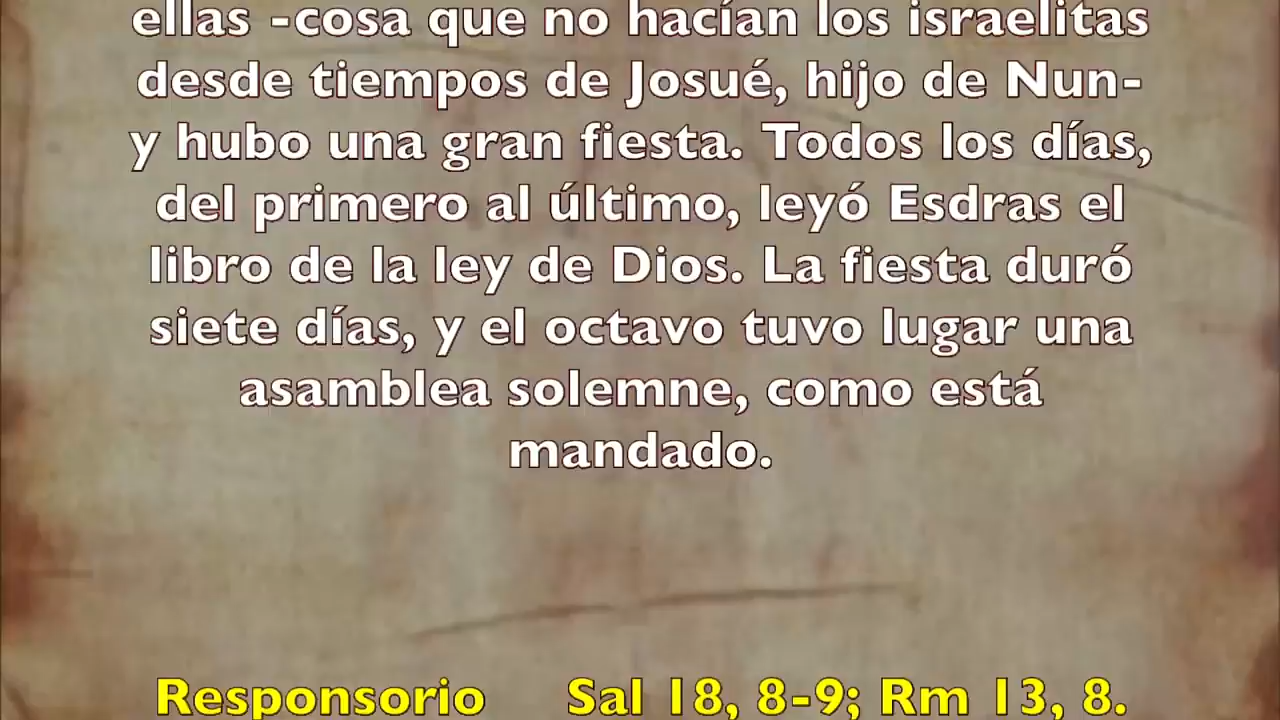 ellas -cosa que no hacían los israelitas
desde tiempos de Josué, hijo de Nun-
y hubo una gran fiesta. Todos los días,
del primero al último, leyó Esdras el
libro de la ley de Dios. La fiesta duró
siete días, y el octavo tuvo lugar una
asamblea solemne, como está
mandado.
Responsorio Sal 18, 8-9; Rm 13, 8.